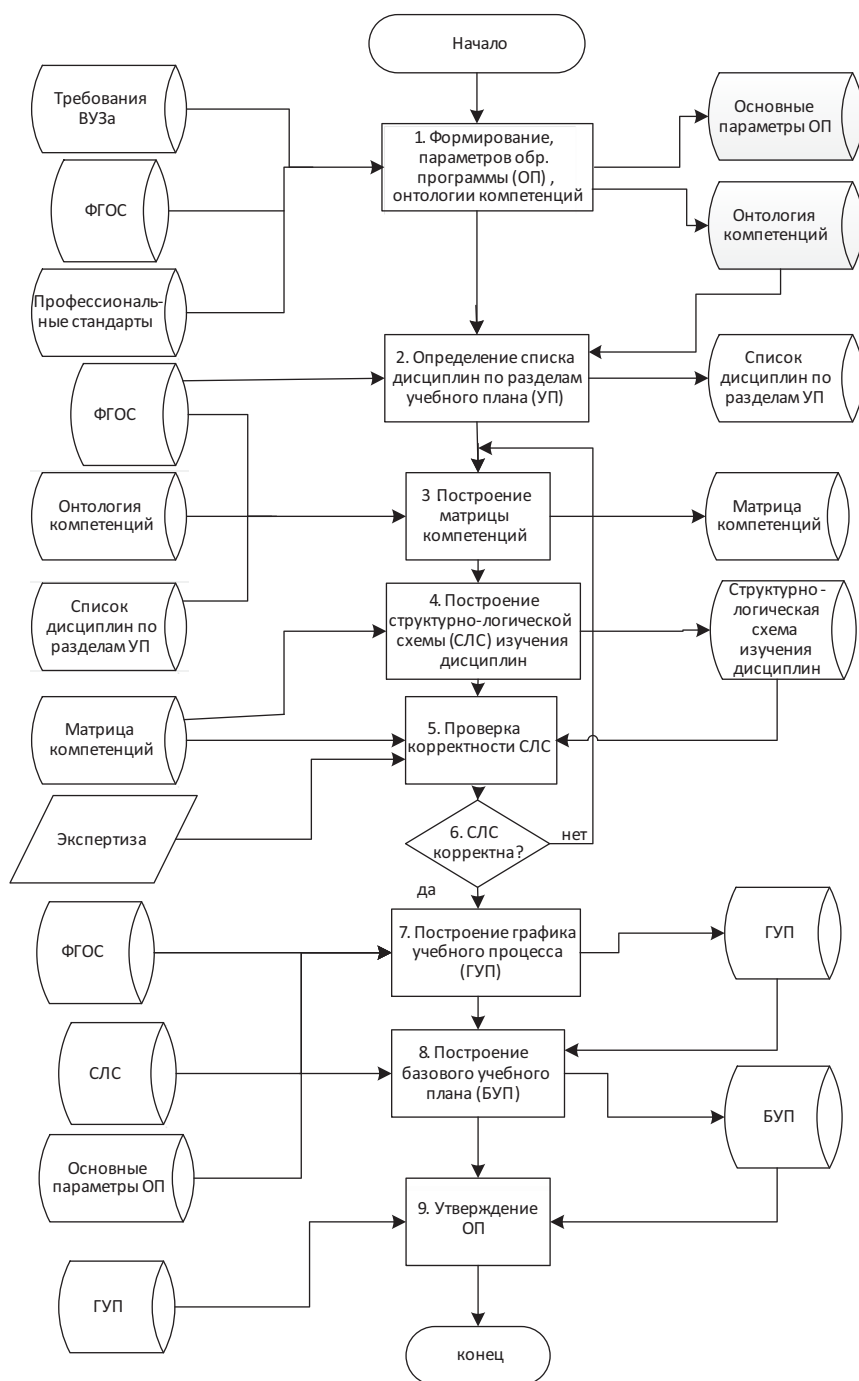 Начало
Требования
ВУЗа
Основные
параметры ОП
1. Формирование,
параметров обр.
программы (ОП) ,
онтологии компетенций
ФГОС
Онтология
компетенций
Профессиональ-
ные стандарты
2. Определение списка
дисциплин по разделам
учебного плана (УП)
Список
дисциплин по
разделам УП
ФГОС
Онтология
компетенций
3 Построение
матрицы
компетенций
Матрица
компетенций
Список
дисциплин по
разделам УП
4. Построение
структурно-логической
схемы (СЛС) изучения
дисциплин
Структурно-
логическая
схема
изучения
дисциплин
Матрица
компетенций
5. Проверка
корректности СЛС
Экспертиза
6. СЛС
корректна?
нет
да
ФГОС
7. Построение графика
учебного процесса
(ГУП)
ГУП
СЛС
8. Построение
базового учебного
плана (БУП)
БУП
Основные
параметры ОП
9. Утверждение
ОП
ГУП
конец